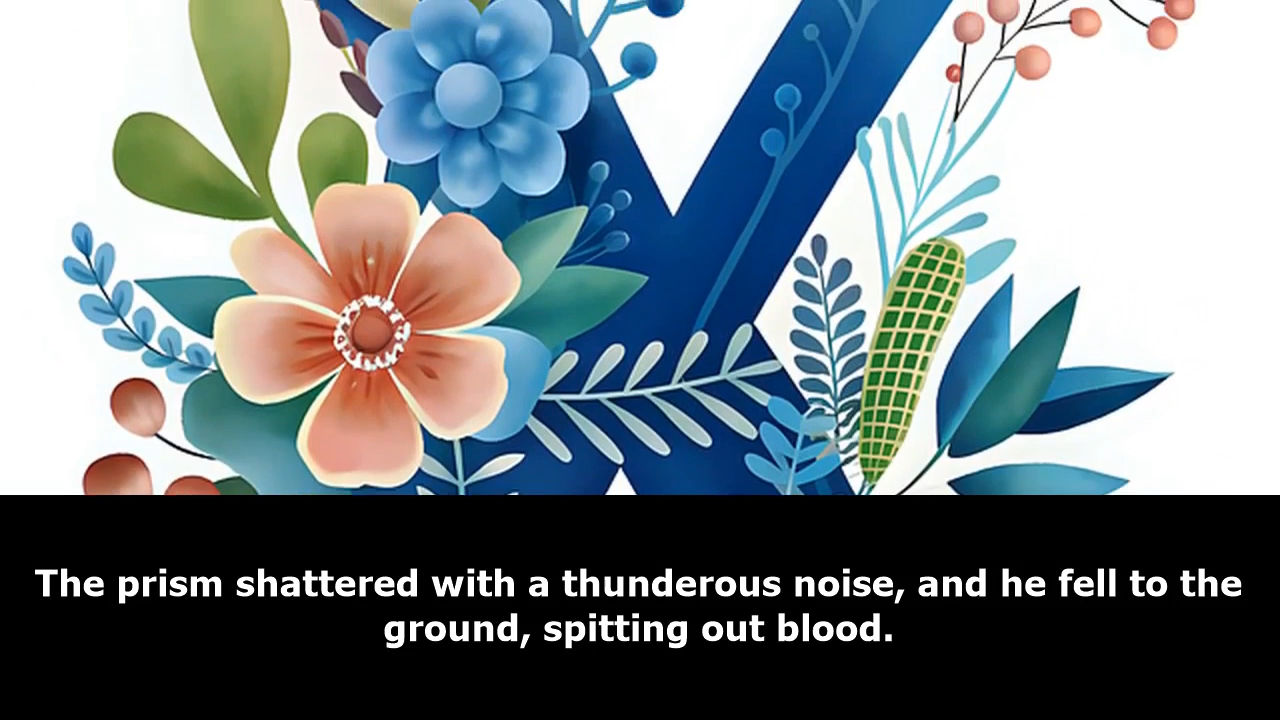 The prism shattered with a thunderous noise, and he fell to the
ground, spitting out blood.